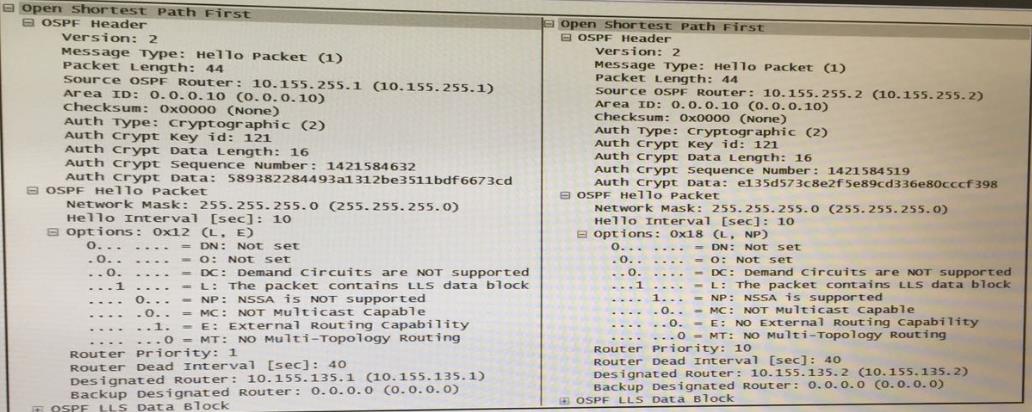 Open Shortest Path First
OSPF Header
Version: 2
Message Type: Hello Packet (1)
Packet Length: 44
Source OSPF Router: 10.155.255.1 (10.155.255.1)
Area ID: 0.0.0.10 (0.0.0.10)
Checksum: 0x0000 (None)
Auth Type: Cryptographic (2)
Auth Crypt Key id: 121
Auth Crypt Data Length: 16
Auth Crypt Sequence Number: 1421584632
Auth Crypt Data: 589382284493a1312be3511bdf6673cd
OSPF Hello Packet
Network Mask: 255.255.255.0 (255.255.255.0)
Hello Interval [sec]: 10
Options: 0x12 (L, E)
0... .... = DN: Not set
.0.. .... = O: Not set
..0. .... = DC: Demand Circuits are NOT supported
...1 .... = L: The packet contains LLS data block
.... 0... = NP: NSSA is NOT supported
.... .0.. = MC: NOT Multicast Capable
.... ..1. = E: External Routing Capability
.... ...0 = MT: NO Multi-Topology Routing
Router Priority: 1
Router Dead Interval [sec]: 40
Designated Router: 10.155.135.1 (10.155.135.1)
Backup Designated Router: 0.0.0.0 (0.0.0.0)
OSPF LLS Data Block
Open Shortest Path First
OSPF Header
Version: 2
Message Type: Hello Packet (1)
Packet Length: 44
Source OSPF Router: 10.155.255.2 (10.155.255.2)
Area ID: 0.0.0.10 (0.0.0.10)
Checksum: 0x0000 (None)
Auth Type: Cryptographic (2)
Auth Crypt Key id: 121
Auth Crypt Data Length: 16
Auth Crypt Sequence Number: 1421584519
Auth Crypt Data: e135d573c8e2f5e89cd336e80cccf398
OSPF Hello Packet
Network Mask: 255.255.255.0 (255.255.255.0)
Hello Interval [sec]: 10
Options: 0x18 (L, NP)
0... .... = DN: Not set
.0.. .... = O: Not set
..0. .... = DC: Demand Circuits are NOT supported
...1 .... = L: The packet contains LLS data block
.... 1... = NP: NSSA is supported
.... .0.. = MC: NOT Multicast Capable
.... ..0. = E: NO External Routing Capability
.... ...0 = MT: NO Multi-Topology Routing
Router Priority: 10
Router Dead Interval [sec]: 40
Designated Router: 10.155.135.2 (10.155.135.2)
Backup Designated Router: 0.0.0.0 (0.0.0.0)
OSPF LLS Data Block